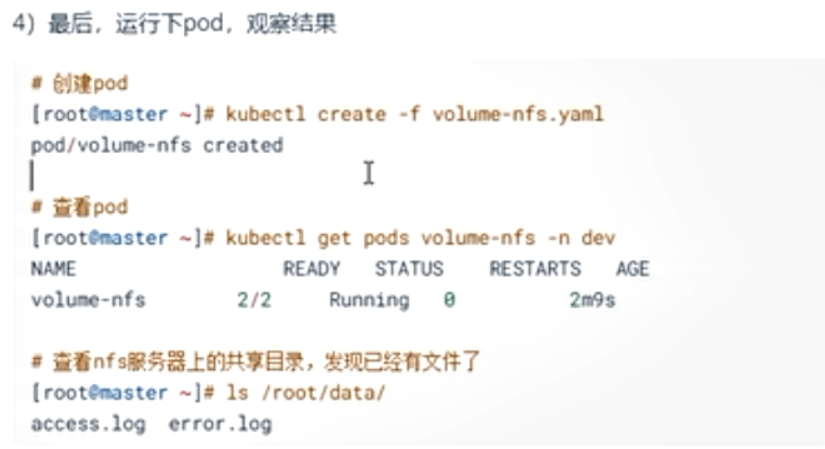 4）最后，运行下pod，观察结果
# 创建pod
[root@master ~]# kubectl create -f volume-nfs.yaml
pod/volume-nfs created
# 查看pod
[root@master ~]# kubectl get pods volume-nfs -n dev
NAME READY STATUS RESTARTS AGE
volume-nfs 2/2 Running 0 2m9s
# 查看nfs服务器上的共享目录，发现已经有文件了
[root@master ~]# ls /root/data/
access.log error.log